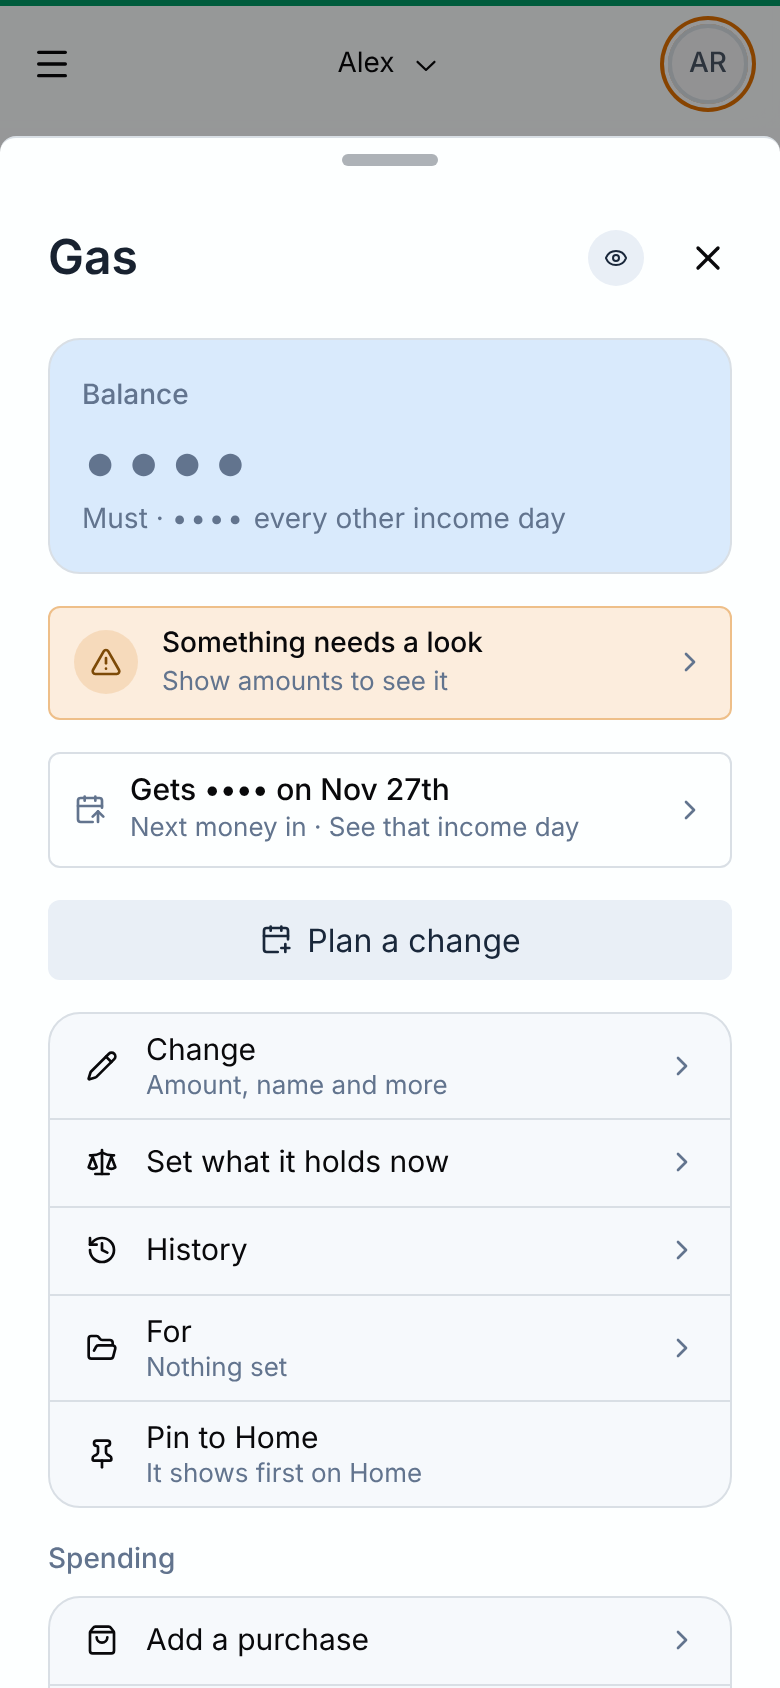 Alex
AR
Gas
Balance
● ● ● ●
Must · •••• every other income day
Something needs a look
Show amounts to see it
Gets •••• on Nov 27th
Next money in · See that income day
Plan a change
Change
Amount, name and more
Set what it holds now
History
For
Nothing set
Pin to Home
It shows first on Home
Spending
Add a purchase